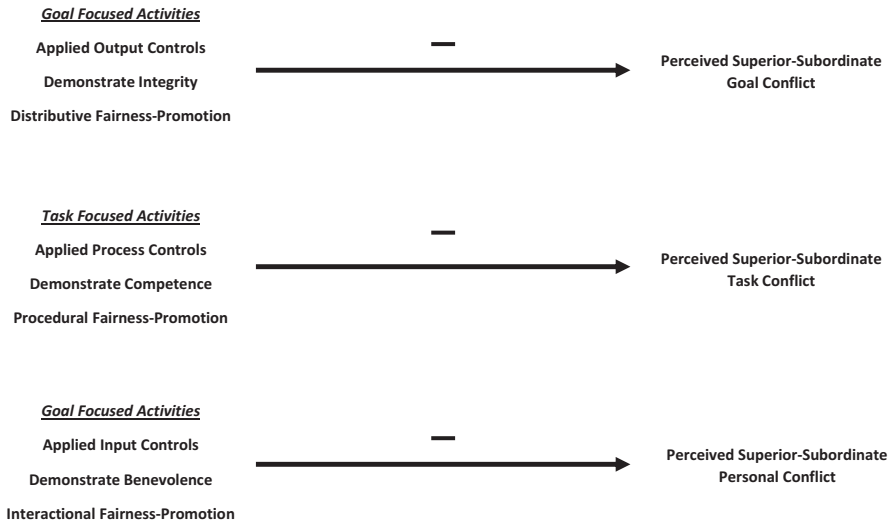 Goal Focused Activities
Applied Output Controls
Demonstrate Integrity
Distributive Fairness-Promotion
Perceived Superior-Subordinate
Goal Conflict
Task Focused Activities
Applied Process Controls
Demonstrate Competence
Procedural Fairness-Promotion
Perceived Superior-Subordinate
Task Conflict
Goal Focused Activities
Applied Input Controls
Demonstrate Benevolence
Interactional Fairness-Promotion
Perceived Superior-Subordinate
Personal Conflict